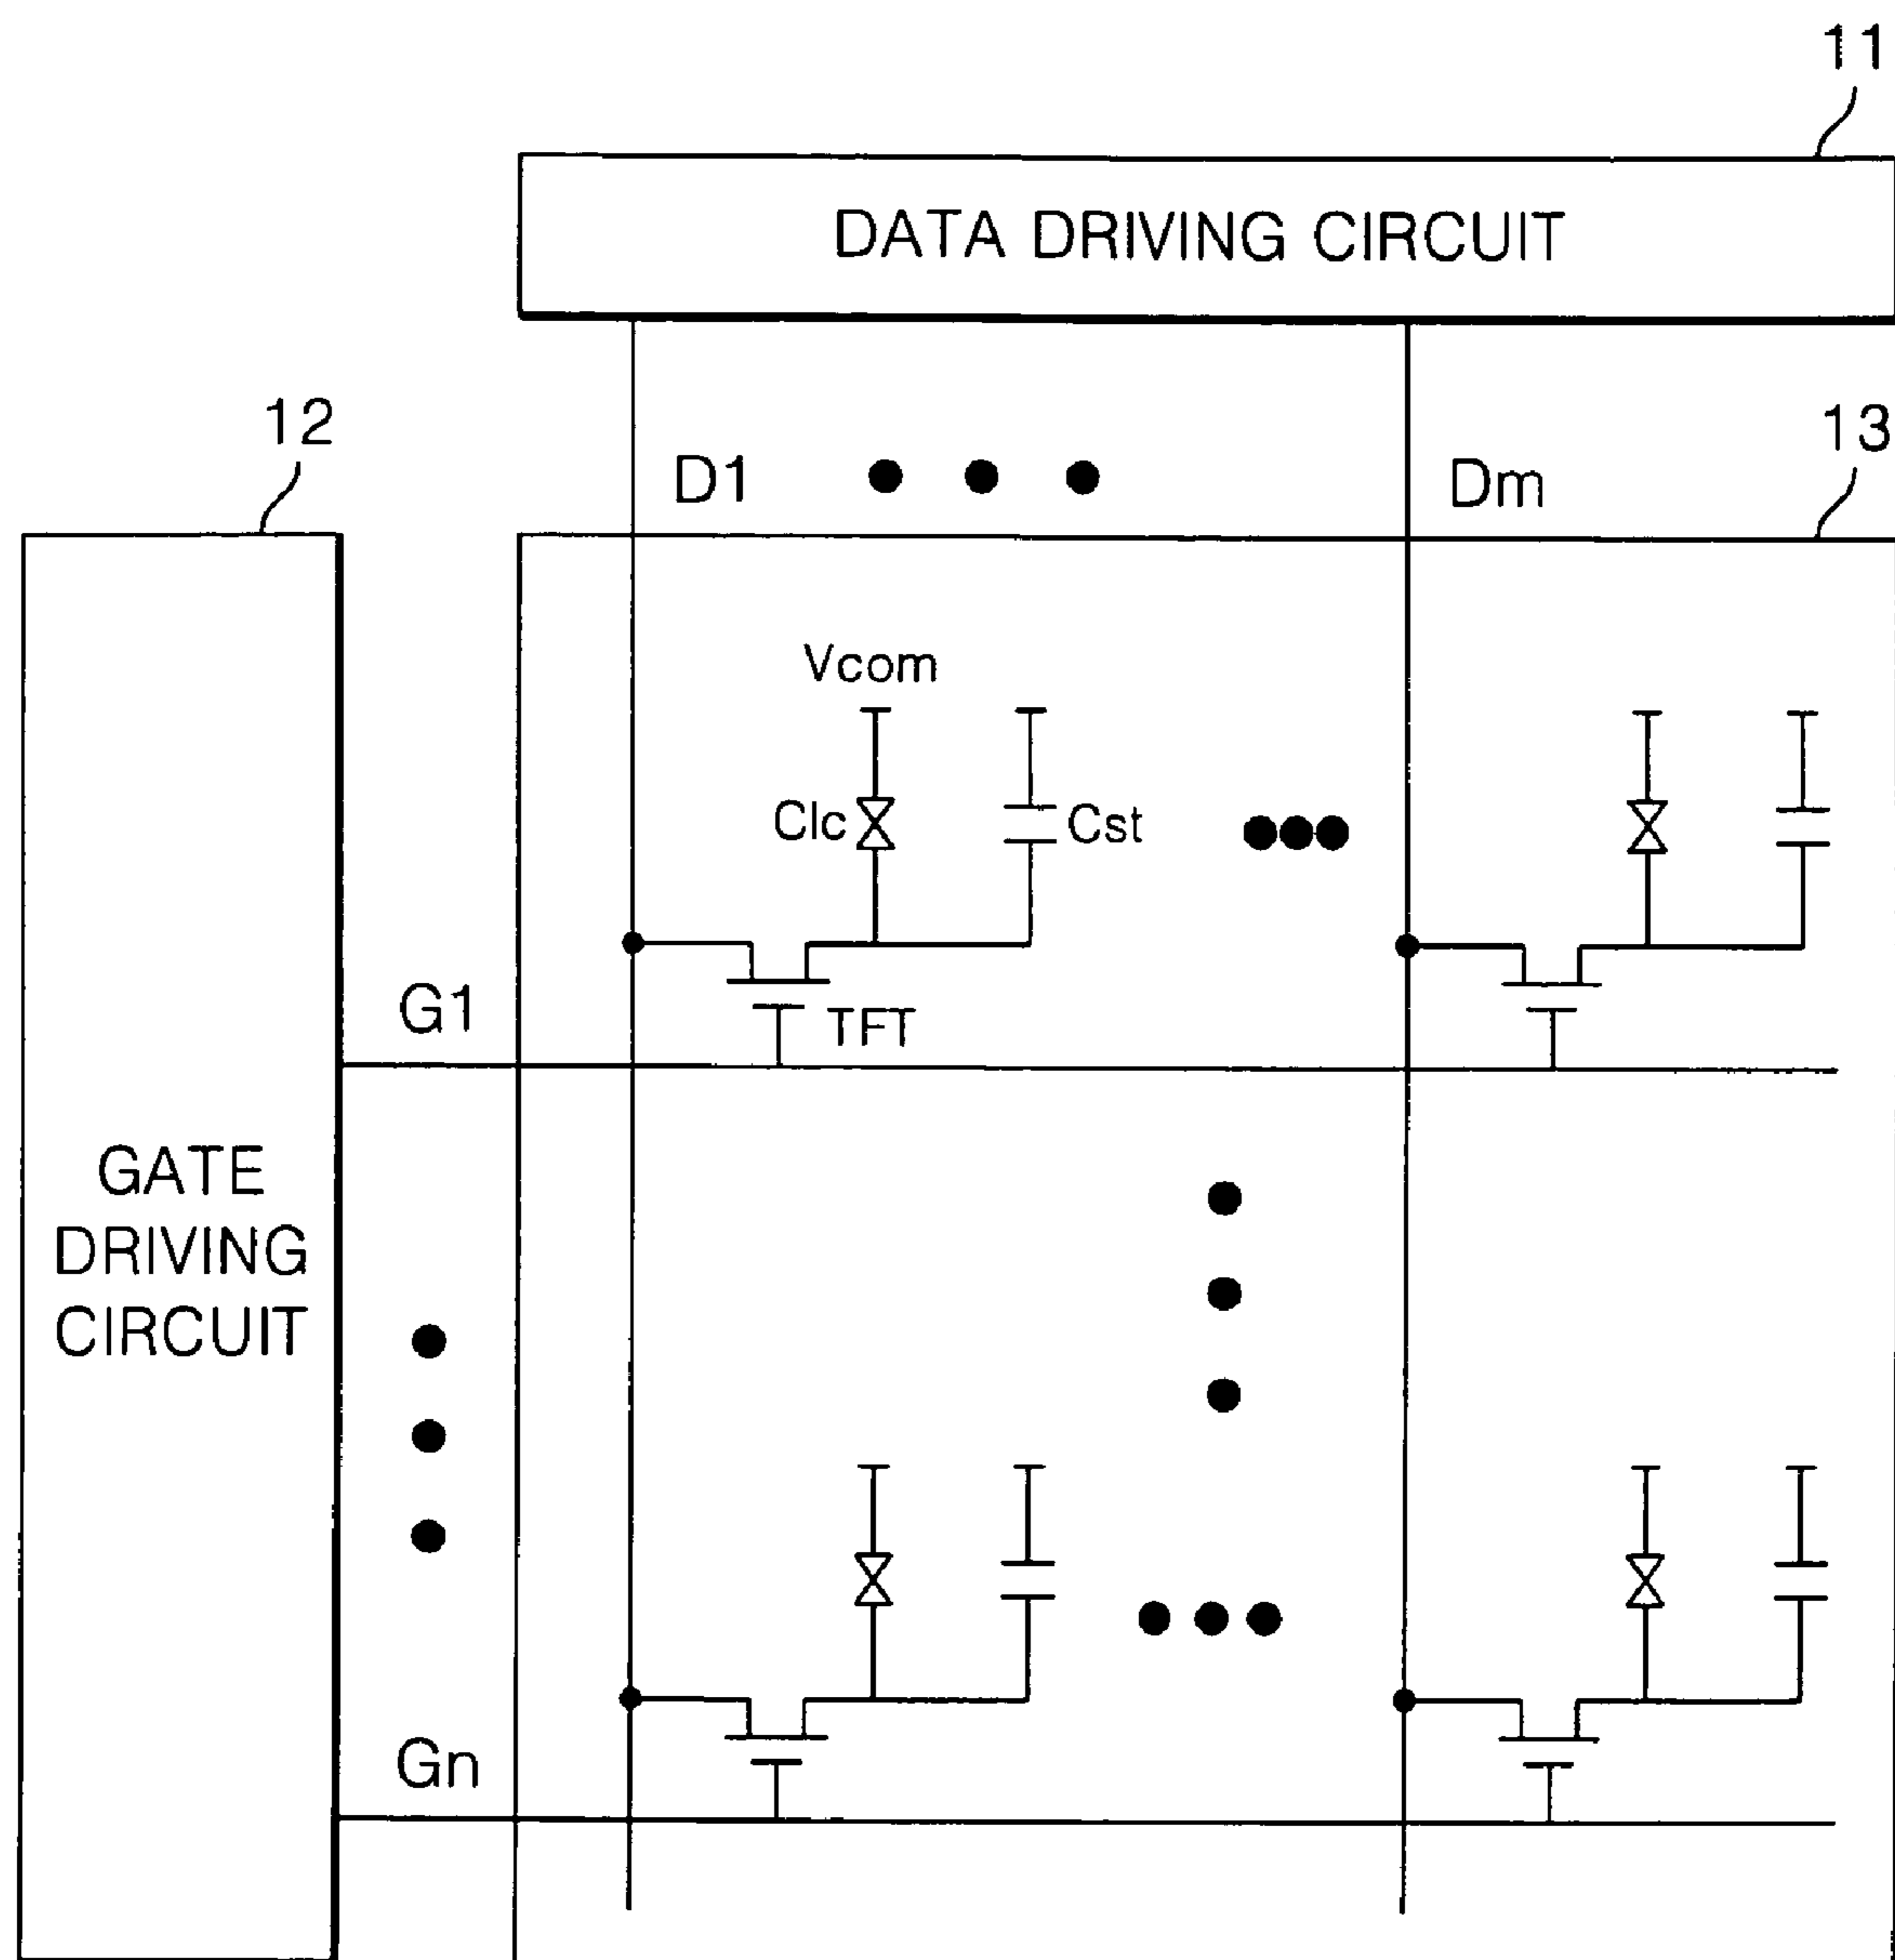 11
DATA DRIVING CIRCUIT
12
13
D1
Dm
Vcom
Clc
Cst
G1
TFT
GATE
DRIVING
CIRCUIT
Gn